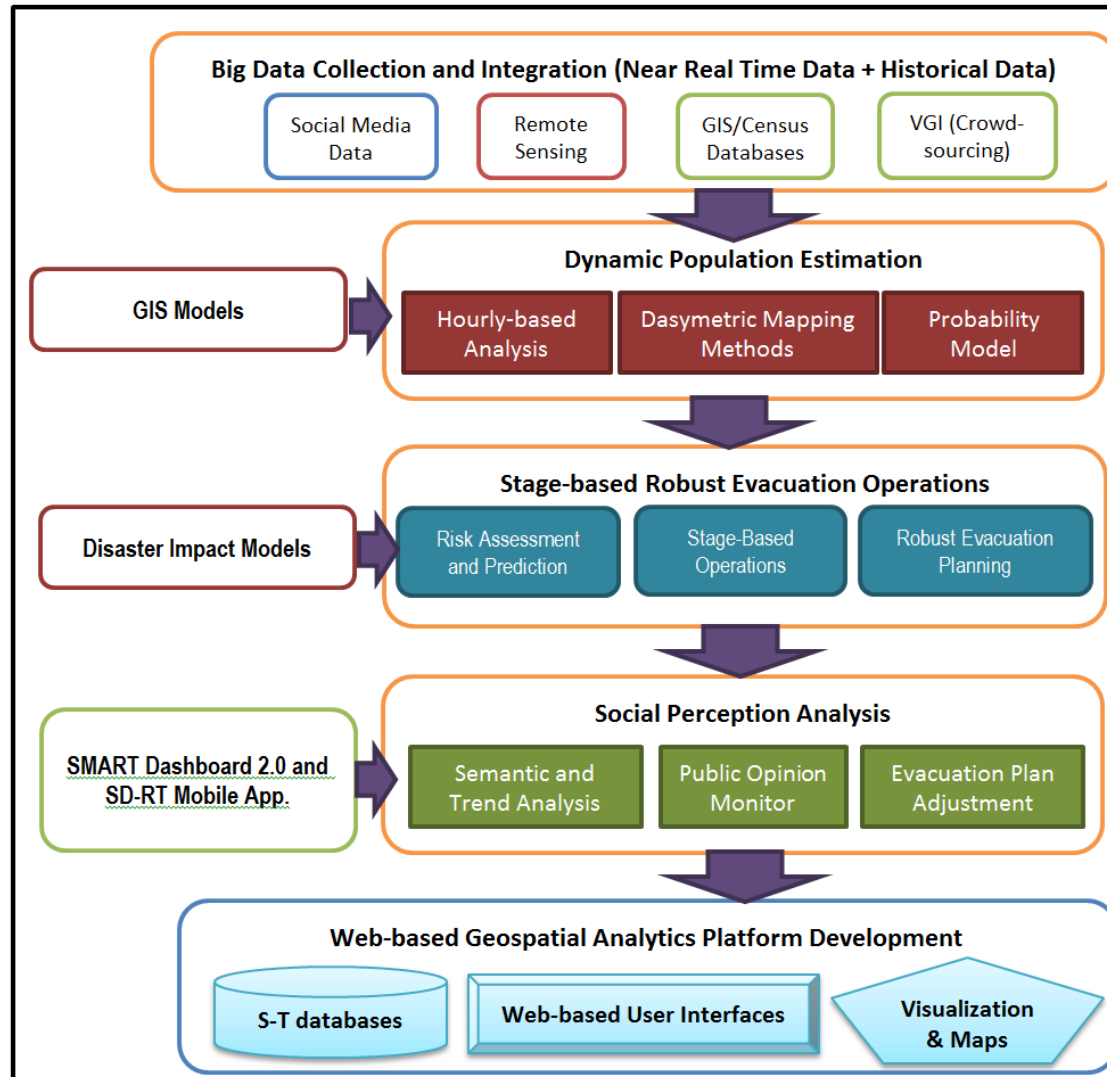 Big Data Collection and Integration (Near Real Time Data + Historical Data)
Social Media
Data
Remote
Sensing
GIS/Census
Databases
VGI (Crowd-
sourcing)
Dynamic Population Estimation
GIS Models
Hourly-based
Analysis
Dasymetric Mapping
Methods
Probability
Model
Stage-based Robust Evacuation Operations
Disaster Impact Models
Risk Assessment
and Prediction
Stage-Based
Operations
Robust Evacuation
Planning
Social Perception Analysis
SMART Dashboard 2.0 and
SD-RT Mobile App.
Semantic and
Trend Analysis
Public Opinion
Monitor
Evacuation Plan
Adjustment
Web-based Geospatial Analytics Platform Development
S-T databases
Web-based User Interfaces
Visualization
& Maps